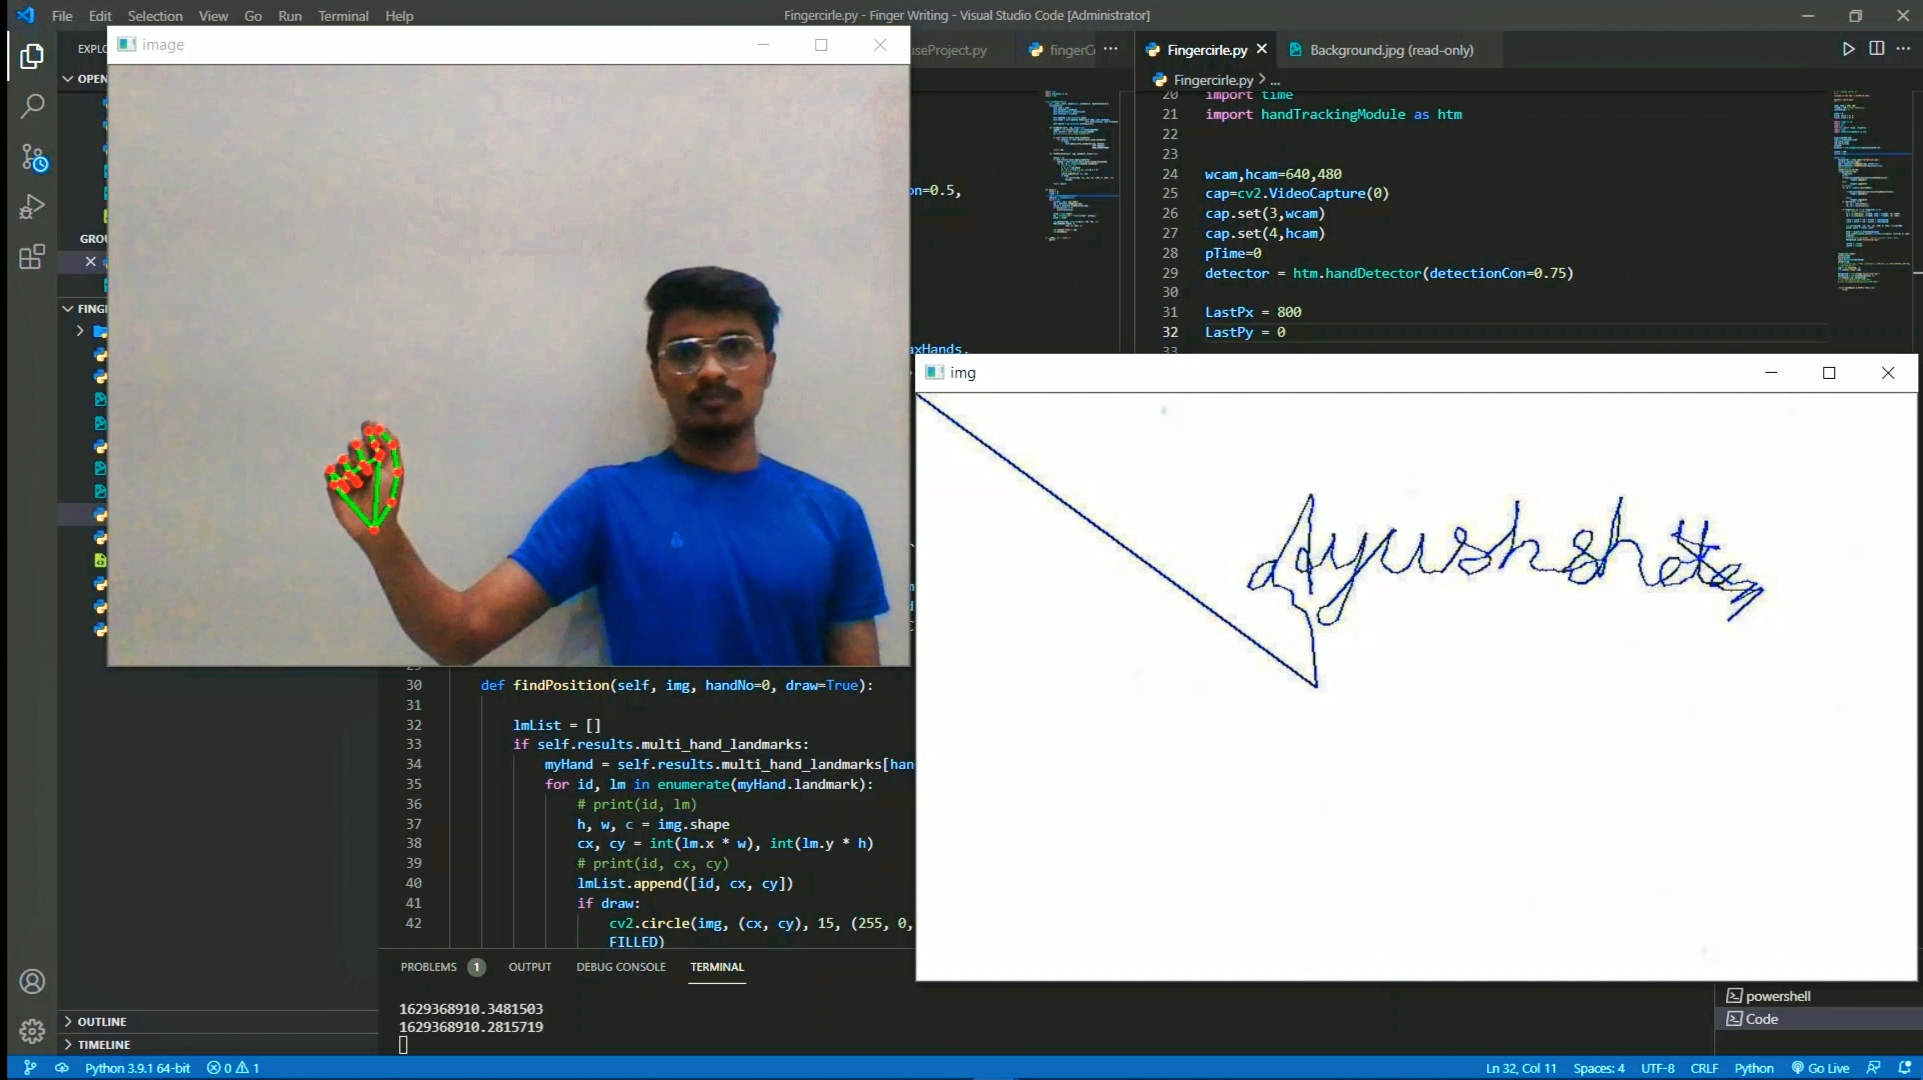 File Edit Selection View Go Run Terminal Help
Fingercirle.py - Finger Writing - Visual Studio Code [Administrator]
image
OPEN
GROU
FING
useProject.py
Fingercirle.py
Background.jpg (read-only)
Fingercirle.py > ...
on=0.5,
axHands,
20 import time
21 import handTrackingModule as htm
22
23
24 wcam,hcam=640,480
25 cap=cv2.VideoCapture(0)
26 cap.set(3,wcam)
27 cap.set(4,hcam)
28 pTime=0
29 detector = htm.handDetector(detectionCon=0.75)
30
31 LastPx = 800
32 LastPy = 0
33
img
30 def findPosition(self, img, handNo=0, draw=True):
31
32 lmList = []
33 if self.results.multi_hand_landmarks:
34 myHand = self.results.multi_hand_landmarks[han
35 for id, lm in enumerate(myHand.landmark):
36 # print(id, lm)
37 h, w, c = img.shape
38 cx, cy = int(lm.x * w), int(lm.y * h)
39 # print(id, cx, cy)
40 lmList.append([id, cx, cy])
41 if draw:
42 cv2.circle(img, (cx, cy), 15, (255, 0,
FILLED)
PROBLEMS 1 OUTPUT DEBUG CONSOLE TERMINAL
1629368910.3481503
1629368910.2815719
powershell
Code
OUTLINE
TIMELINE
Python 3.9.1 64-bit 0 1
Ln 32, Col 11 Spaces: 4 UTF-8 CRLF Python Go Live